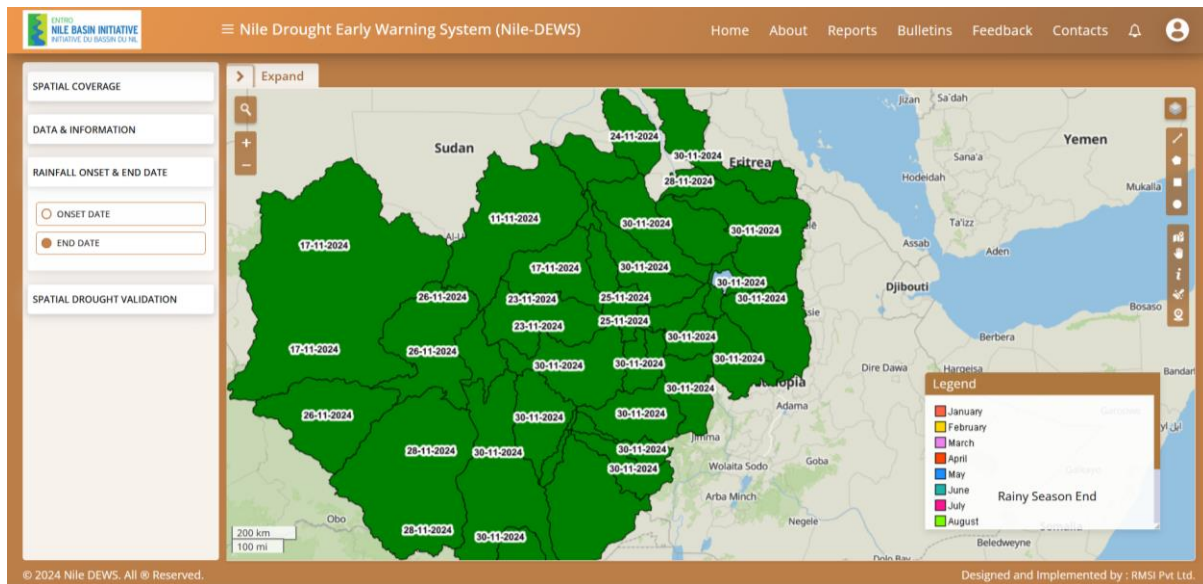 ENTRO
NILE BASIN INITIATIVE
INITIATIVE DU BASSIN DU NIL
Nile Drought Early Warning System (Nile-DEWS)
Home About Reports Bulletins Feedback Contacts
SPATIAL COVERAGE
DATA & INFORMATION
RAINFALL ONSET & END DATE
ONSET DATE
END DATE
SPATIAL DROUGHT VALIDATION
Expand
Jizan
Sa'dah
24-11-2024
Yemen
Sudan
30-11-2024
Eritrea
Sana'a
28-11-2024
Hodeidah
Mukalla
11-11-2024
30-11-2024
Ta'izz
30-11-2024
17-11-2024
Assab
Aden
17-11-2024
30-11-2024
30-11-2024
Djibouti
26-11-2024
23-11-2024
25-11-2024
30-11-2024
Bosaso
23-11-2024
25-11-2024
30-11-2024
Berbera
17-11-2024
26-11-2024
30-11-2024
30-11-2024
30-11-2024
Dire Dawa
Hargeisa
30-11-2024
Adama
26-11-2024
30-11-2024
30-11-2024
Jimma
28-11-2024
30-11-2024
30-11-2024
30-11-2024
Wolaita Sodo
Goba
Arba Minch
Negele
Obo
28-11-2024
30-11-2024
Beledweyne
Legend
January
February
March
April
May
June
July
August
Rainy Season End
200 km
100 mi
© 2024 Nile DEWS. All ® Reserved.
Designed and Implemented by : RMSI Pvt Ltd.